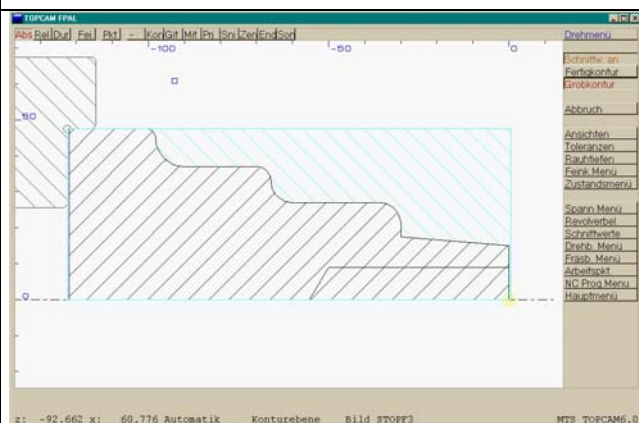 TOPCAM FPAL
Abs Rel Dur Fel Pkt - Kon Git Mit Pri Sni Zen End Son
-100 -50 0
50
0
Drehmenü
Schnittw. an
Fertigkontur
Grobkontur
Abbruch
Ansichten
Toleranzen
Rauhtiefen
Feink.Menü
Zustandsmenü
Spann Menü
Revolverbel.
Schnittwerte
Drehb. Menü
Fräsb. Menü
Arbeitspkt.
NC Prog.Menü
Hauptmenü
z: -92.662 x: 60.776 Automatik Konturebene Bild STOPF3 MTS TOPCAM6.0